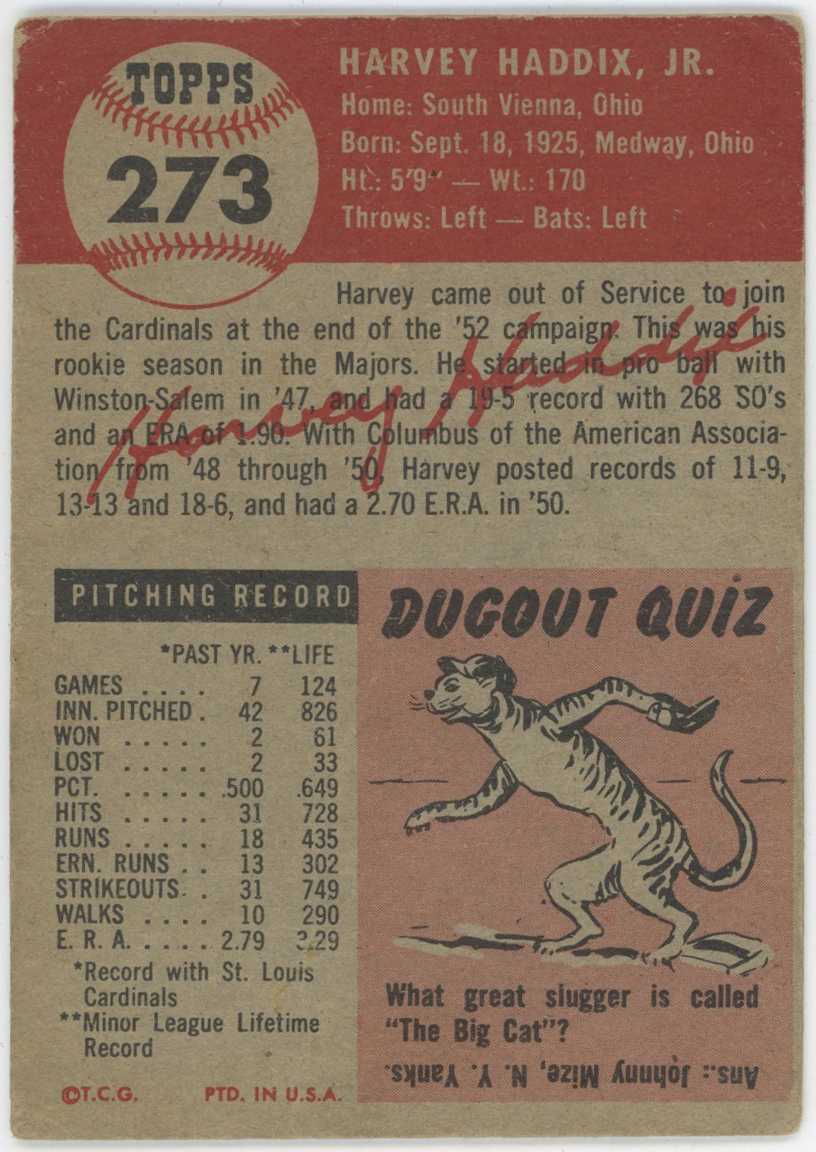 TOPPS
273
HARVEY HADDIX, JR.
Home: South Vienna, Ohio
Born: Sept. 18, 1925, Medway, Ohio
Ht.: 5'9" — Wt.: 170
Throws: Left — Bats: Left
Harvey came out of Service to join
the Cardinals at the end of the '52 campaign. This was his
rookie season in the Majors. He started in pro ball with
Winston-Salem in '47, and had a 19-5 record with 268 SO's
and an ERA of 1.90. With Columbus of the American Associa-
tion from '48 through '50, Harvey posted records of 11-9,
13-13 and 18-6, and had a 2.70 E.R.A. in '50.
Harvey Haddix
PITCHING RECORD
*PAST YR. **LIFE
GAMES . . . . 7 124
INN. PITCHED . 42 826
WON . . . . . 2 61
LOST . . . . . 2 33
PCT. . . . . . .500 .649
HITS . . . . . 31 728
RUNS . . . . . 18 435
ERN. RUNS . . 13 302
STRIKEOUTS . . 31 749
WALKS . . . . 10 290
E. R. A. . . . . 2.79 3.29
*Record with St. Louis
Cardinals
**Minor League Lifetime
Record
©T.C.G. PTD. IN U.S.A.
DUGOUT QUIZ
What great slugger is called
"The Big Cat"?
Ans.: Johnny Mize, N. Y. Yanks.